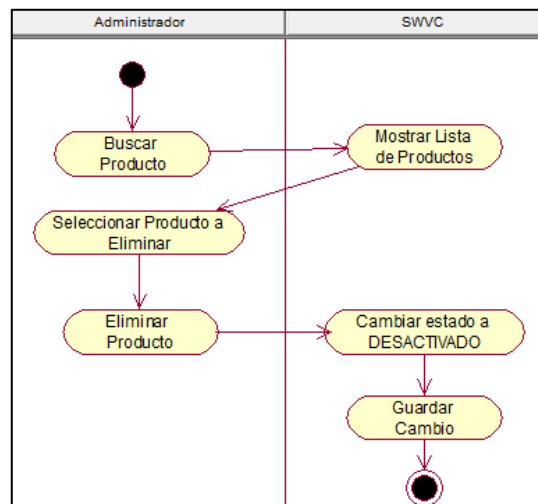 Administrador
SWVC
Buscar
Producto
Mostrar Lista
de Productos
Seleccionar Producto a
Eliminar
Eliminar
Producto
Cambiar estado a
DESACTIVADO
Guardar
Cambio